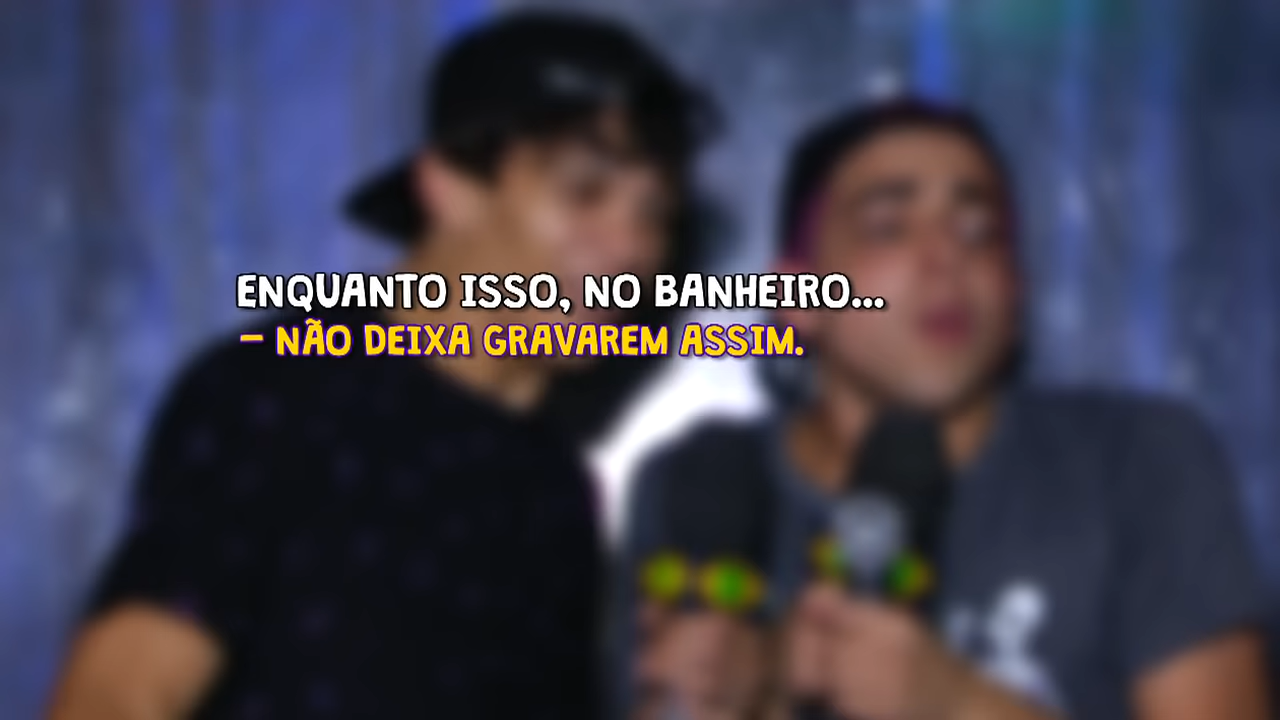 ENQUANTO ISSO, NO BANHEIRO...
– NÃO DEIXA GRAVAREM ASSIM.